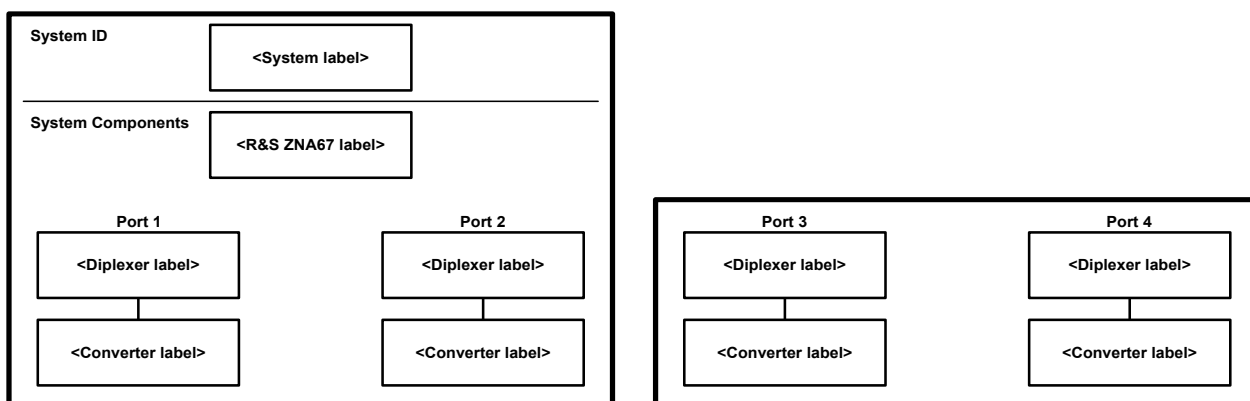 System ID
<System label>
System Components
<R&S ZNA67 label>
Port 1
Port 2
Port 3
Port 4
<Diplexer label>
<Diplexer label>
<Diplexer label>
<Diplexer label>
<Converter label>
<Converter label>
<Converter label>
<Converter label>